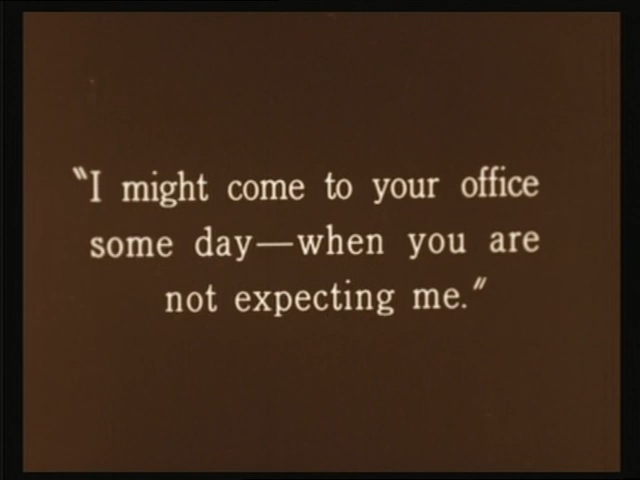 "I might come to your office
some day—when you are
not expecting me."